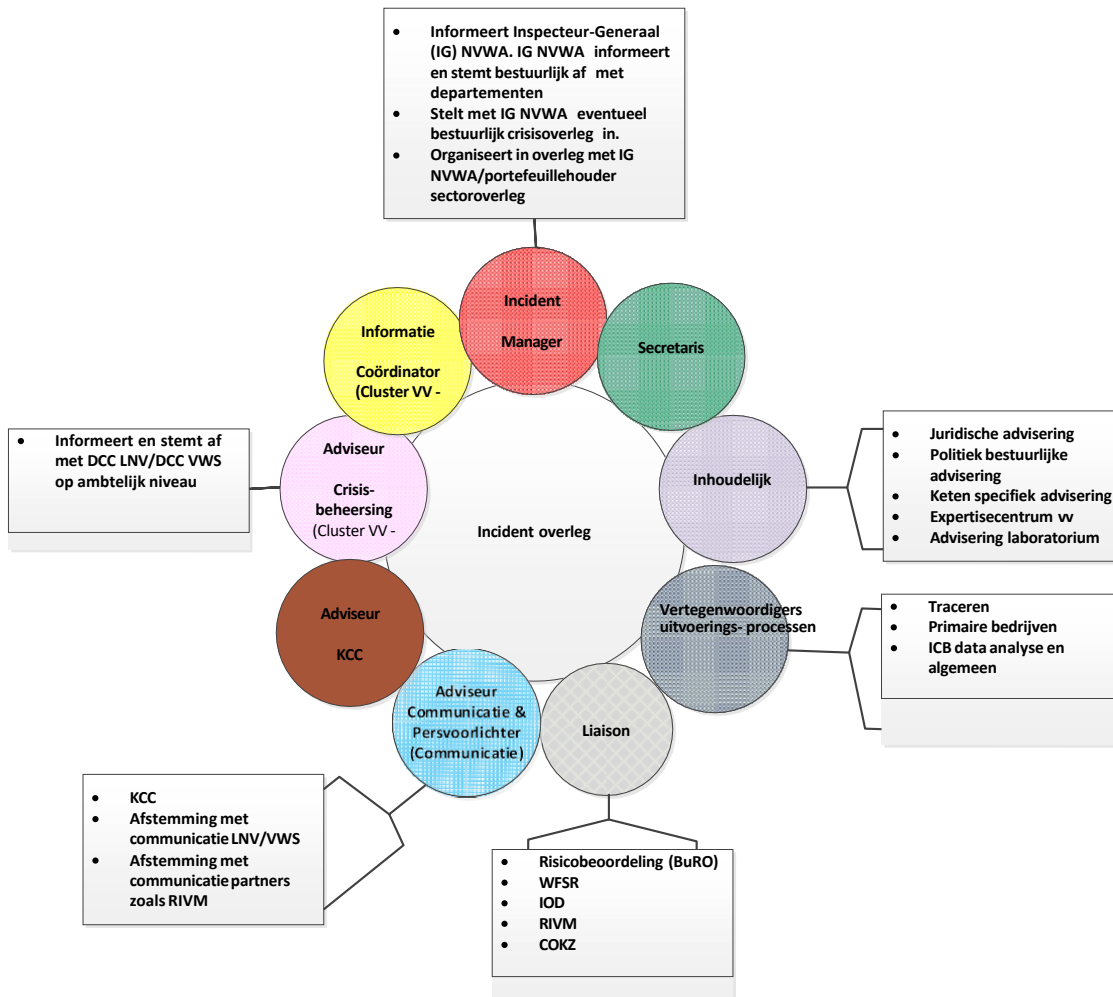 • Informeert Inspecteur-Generaal
(IG) NVWA. IG NVWA informeert
en stemt bestuurlijk af met
departementen
• Stelt met IG NVWA eventueel
bestuurlijk crisisoverleg in.
• Organiseert in overleg met IG
NVWA/portefeuillehouder
sectoroverleg
Incident
Manager
Secretaris
Informatie
Coördinator
(Cluster VV -
• Informeert en stemt af
met DCC LNV/DCC VWS
op ambtelijk niveau
Adviseur
Crisis-
beheersing
(Cluster VV -
Incident overleg
Inhoudelijk
• Juridische advisering
• Politiek bestuurlijke
advisering
• Keten specifiek advisering
• Expertisecentrum vv
• Advisering laboratorium
Adviseur
KCC
Vertegenwoordigers
uitvoerings- processen
• Traceren
• Primaire bedrijven
• ICB data analyse en
algemeen
Adviseur
Communicatie &
Persvoorlichter
(Communicatie)
Liaison
• KCC
• Afstemming met
communicatie LNV/VWS
• Afstemming met
communicatie partners
zoals RIVM
• Risicobeoordeling (BuRO)
• WFSR
• IOD
• RIVM
• COKZ